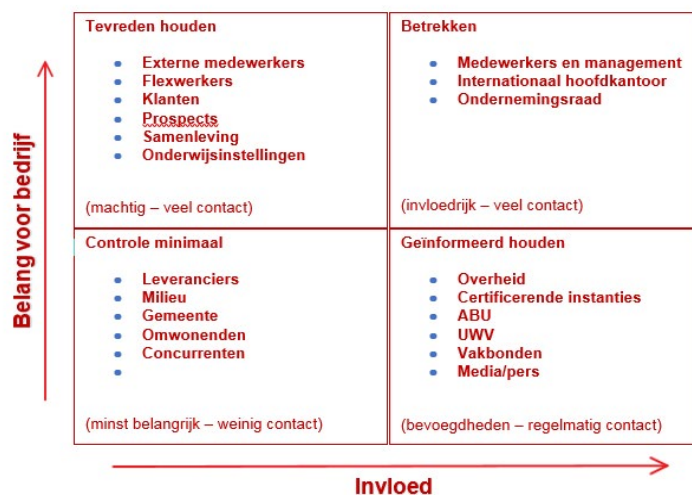 Tevreden houden
Externe medewerkers
Flexwerkers
Klanten
Prospects
Samenleving
Onderwijsinstellingen
(machtig – veel contact)
Betrekken
Medewerkers en management
Internationaal hoofdkantoor
Ondernemingsraad
(invloedrijk – veel contact)
Controle minimaal
Leveranciers
Milieu
Gemeente
Omwonenden
Concurrenten
(minst belangrijk – weinig contact)
Geïnformeerd houden
Overheid
Certificerende instanties
ABU
UWV
Vakbonden
Media/pers
(bevoegdheden – regelmatig contact)
Belang voor bedrijf
Invloed